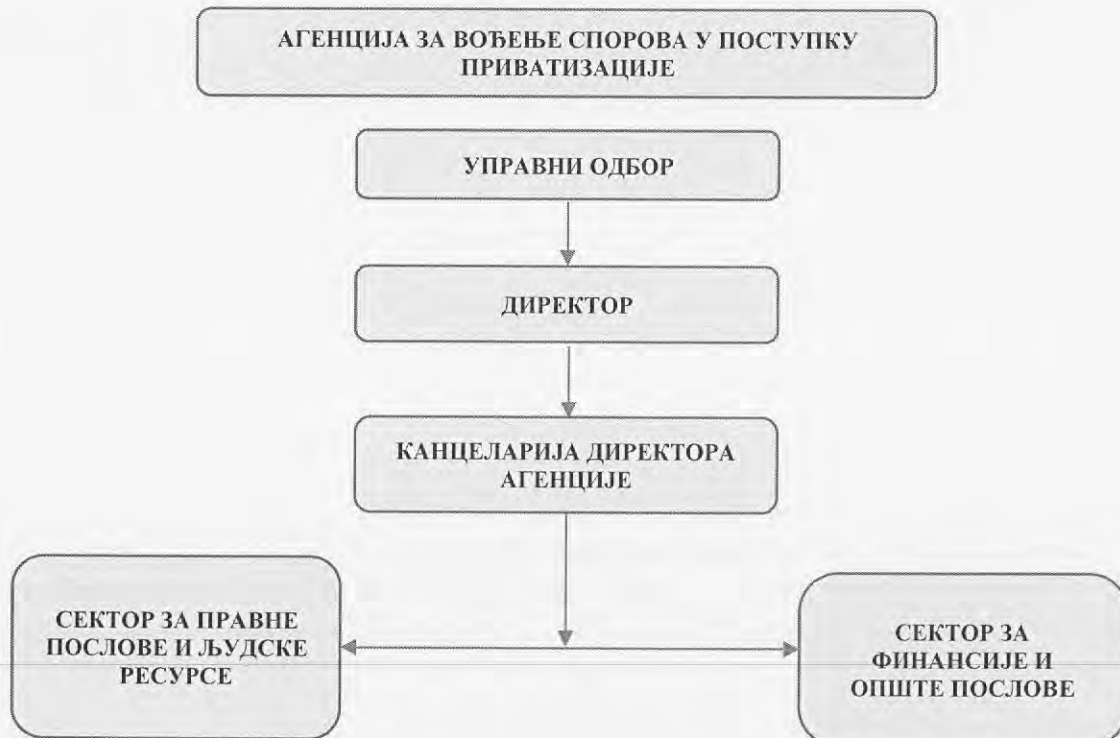 АГЕНЦИЈА ЗА ВОЂЕЊЕ СПОРОВА У ПОСТУПКУ
ПРИВАТИЗАЦИЈЕ
УПРАВНИ ОДБОР
ДИРЕКТОР
КАНЦЕЛАРИЈА ДИРЕКТОРА
АГЕНЦИЈЕ
СЕКТОР ЗА ПРАВНЕ
ПОСЛОВЕ И ЉУДСКЕ
РЕСУРСЕ
СЕКТОР ЗА
ФИНАНСИЈЕ И
ОПШТЕ ПОСЛОВЕ